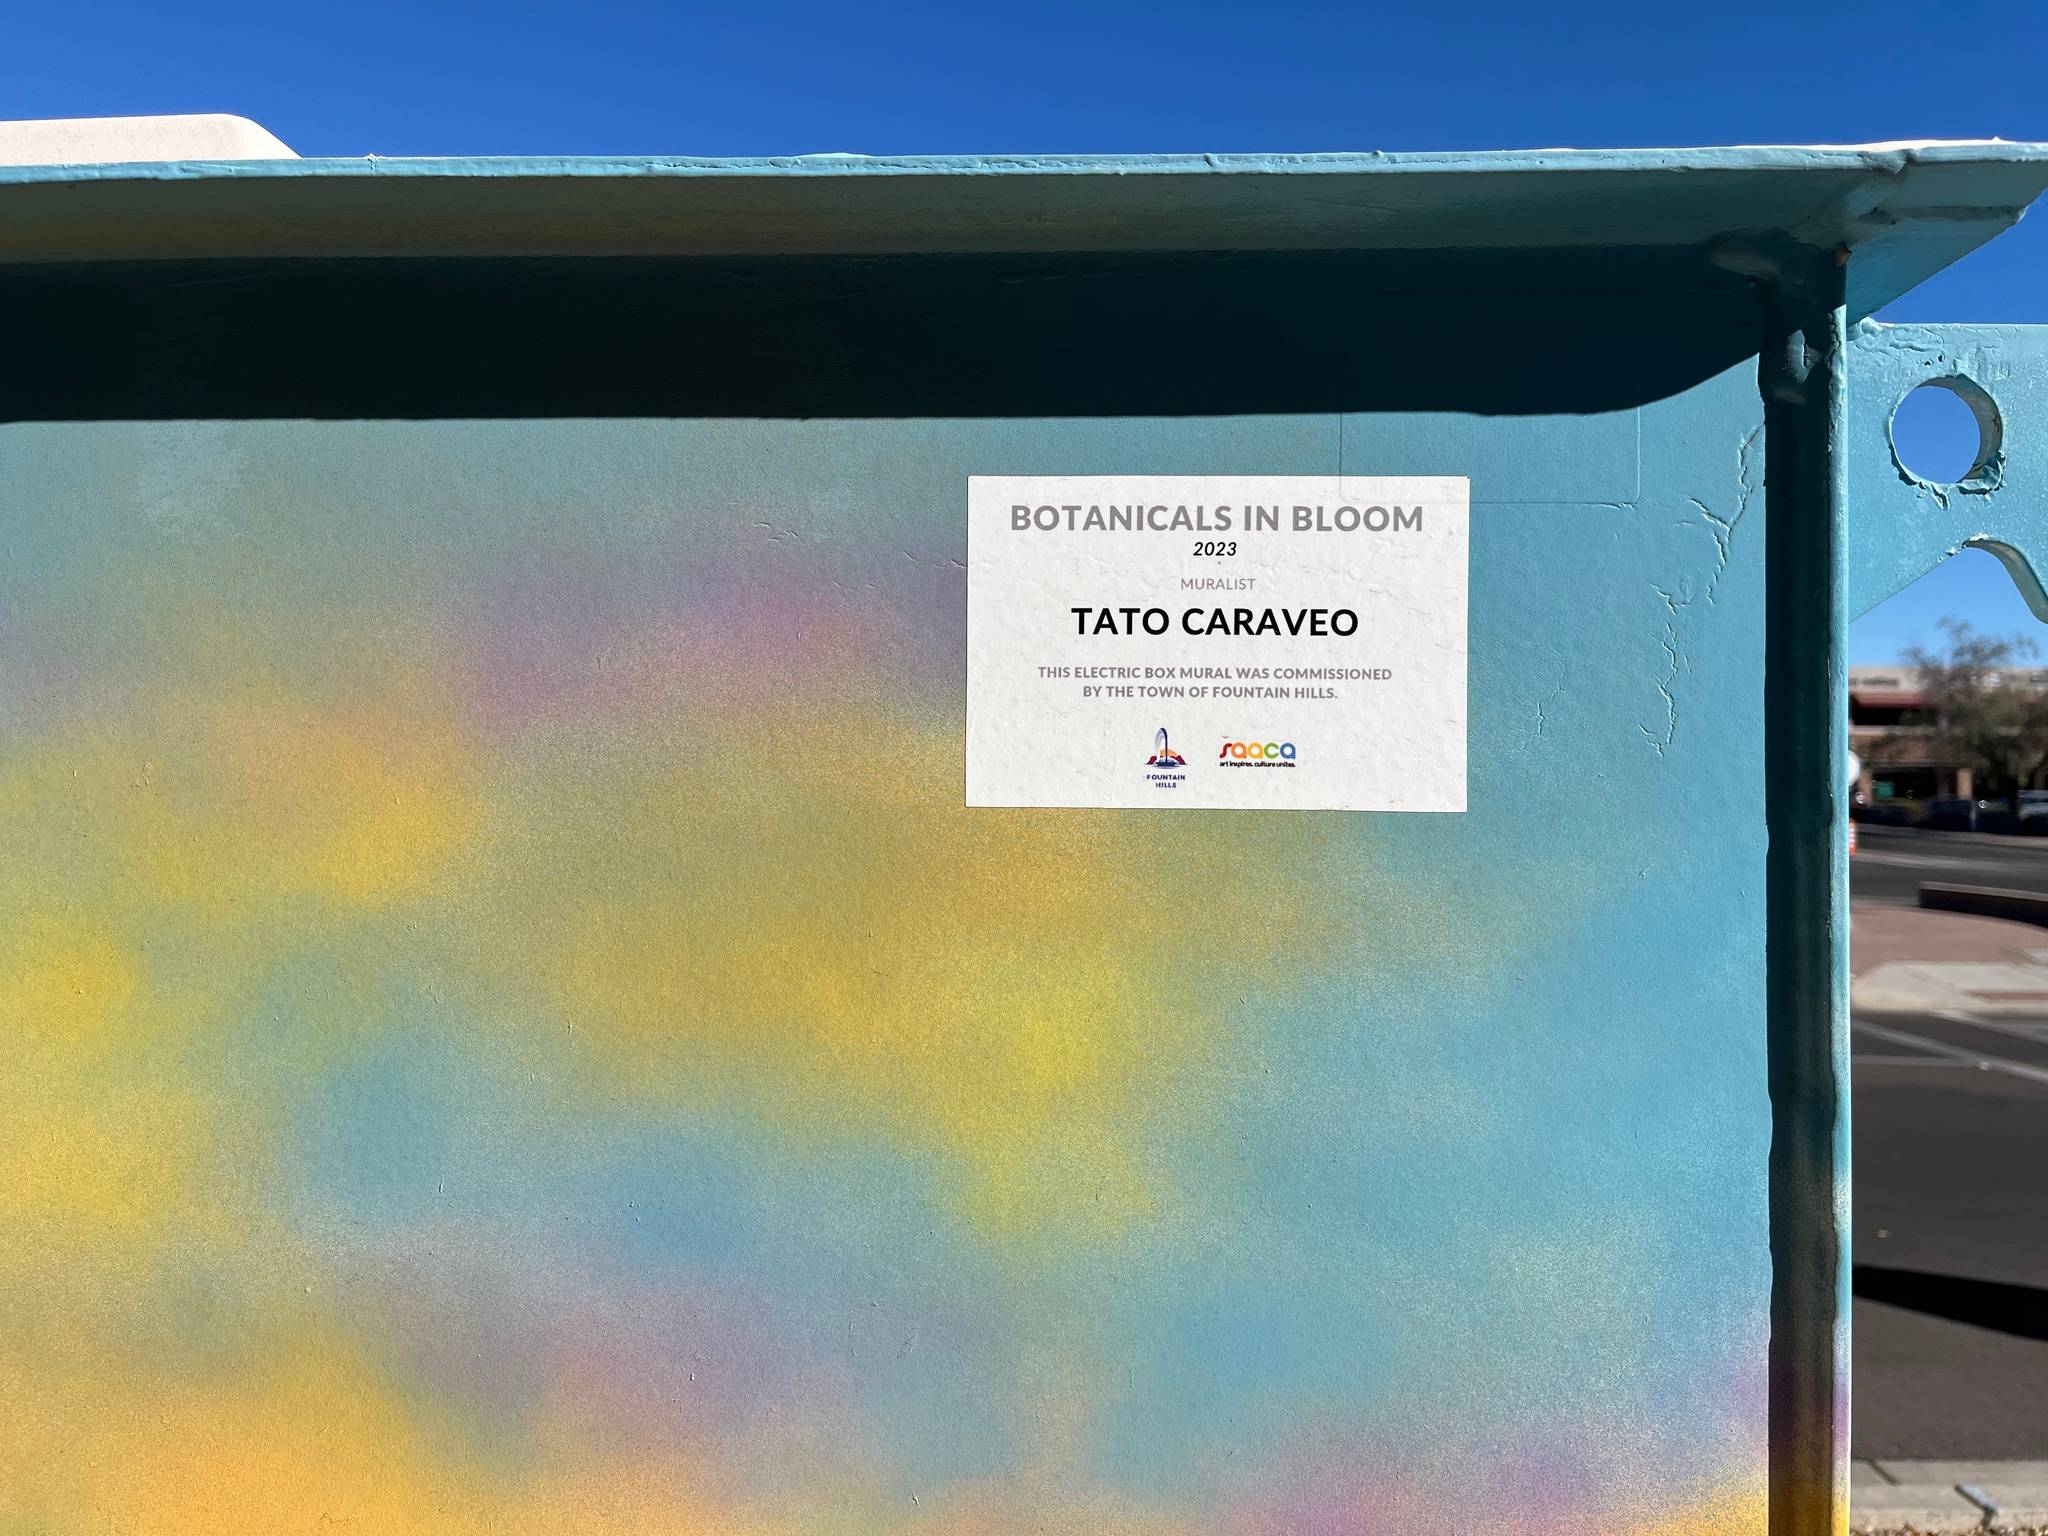 BOTANICALS IN BLOOM
2023
MURALIST
TATO CARAVEO
THIS ELECTRIC BOX MURAL WAS COMMISSIONED
BY THE TOWN OF FOUNTAIN HILLS.
FOUNTAIN
HILLS
saaca
art inspires. culture unites.